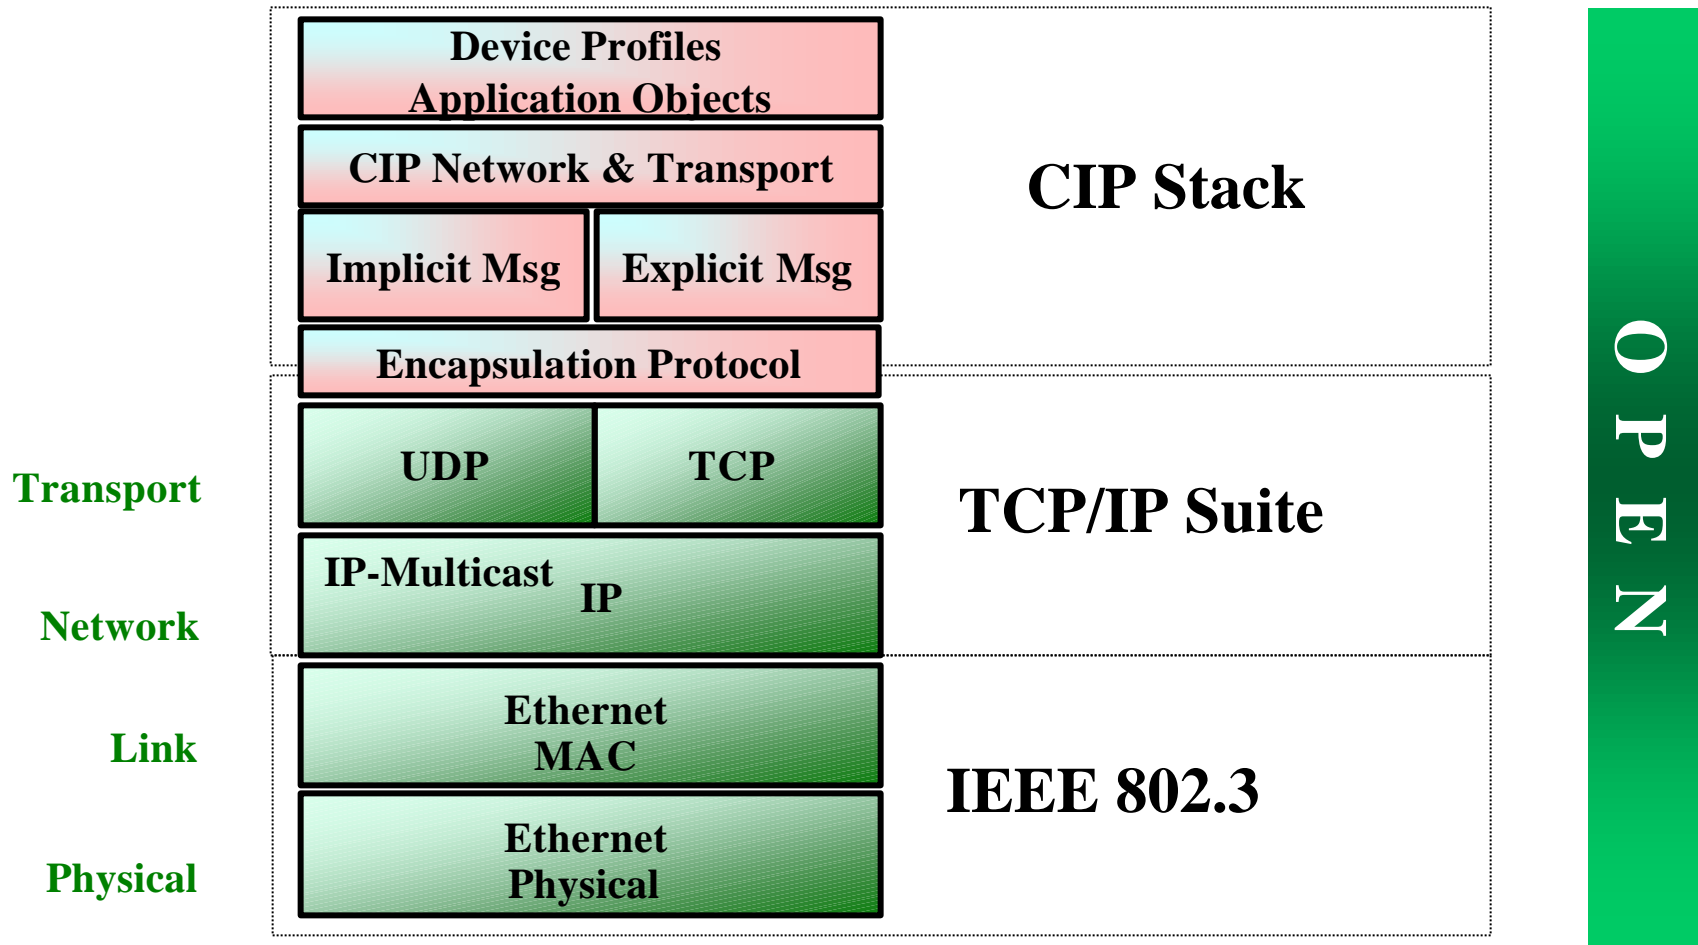 Device Profiles
Application Objects
CIP Network & Transport
CIP Stack
Implicit Msg
Explicit Msg
Encapsulation Protocol
Transport
UDP
TCP
TCP/IP Suite
Network
IP-Multicast
IP
Link
Ethernet
MAC
IEEE 802.3
Physical
Ethernet
Physical
OPEN